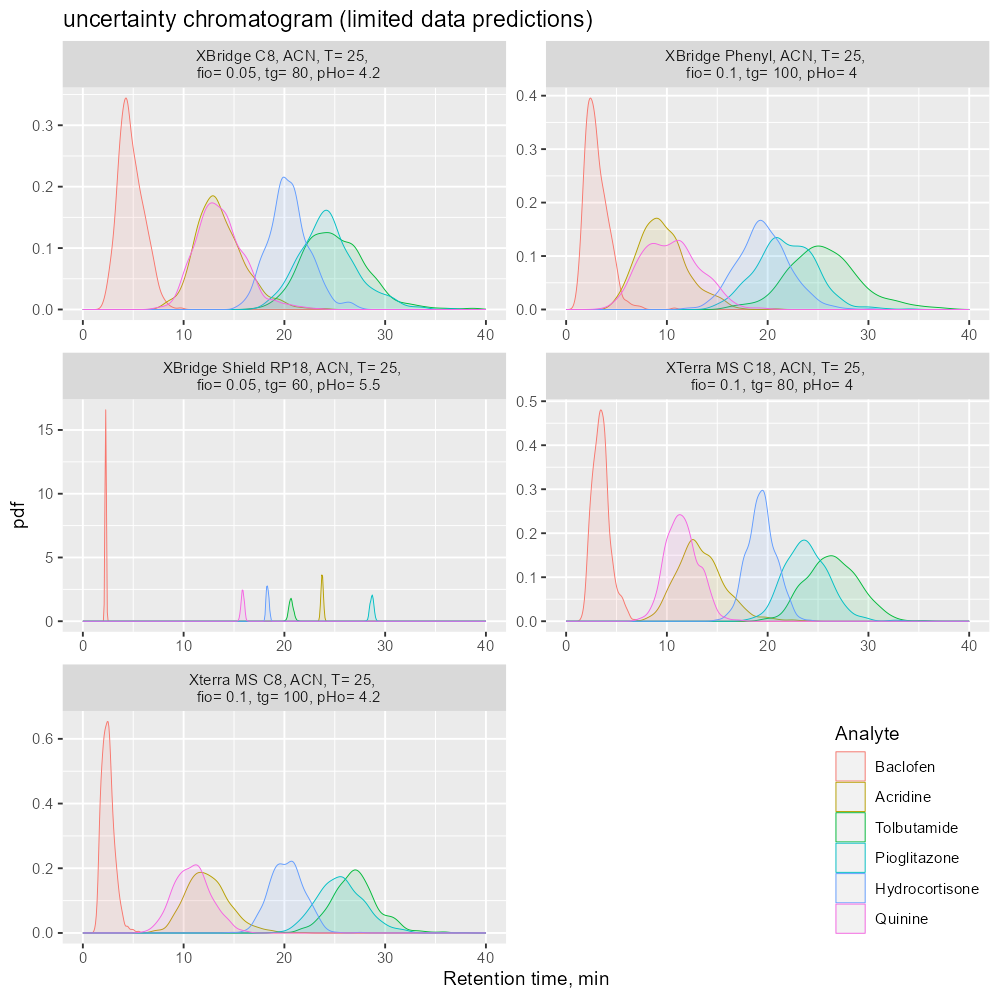 uncertainty chromatogram (limited data predictions)
XBridge C8, ACN, T= 25,
fio= 0.05, tg= 80, pHo= 4.2
0.3
0.2
0.1
0.0
0 10 20 30 40
XBridge Phenyl, ACN, T= 25,
fio= 0.1, tg= 100, pHo= 4
0.4
0.3
0.2
0.1
0.0
0 10 20 30 40
XBridge Shield RP18, ACN, T= 25,
fio= 0.05, tg= 60, pHo= 5.5
15
10
5
0
0 10 20 30 40
XTerra MS C18, ACN, T= 25,
fio= 0.1, tg= 80, pHo= 4
0.5
0.4
0.3
0.2
0.1
0.0
0 10 20 30 40
pdf
Xterra MS C8, ACN, T= 25,
fio= 0.1, tg= 100, pHo= 4.2
0.6
0.4
0.2
0.0
0 10 20 30 40
Retention time, min
Analyte
Baclofen
Acridine
Tolbutamide
Pioglitazone
Hydrocortisone
Quinine